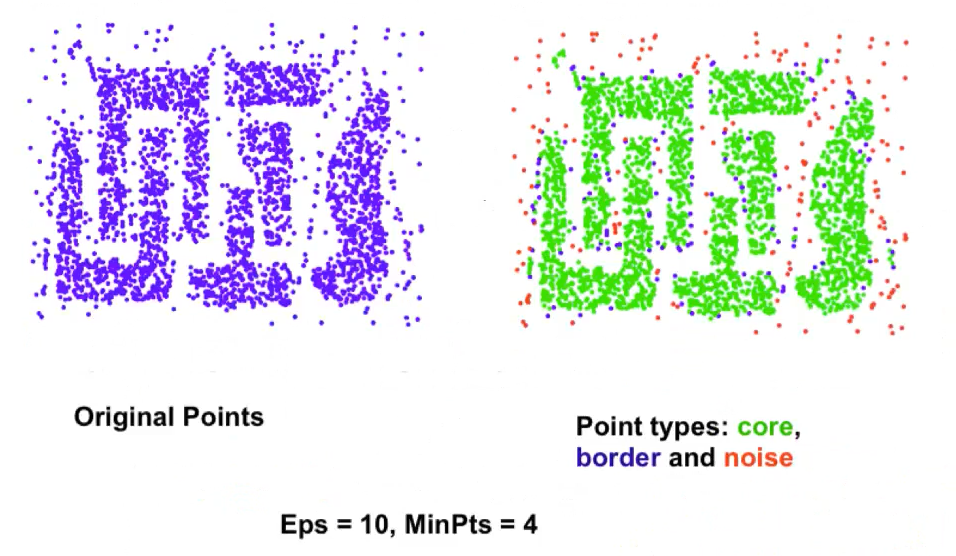 Original Points
Point types: core,
border and noise
Eps = 10, MinPts = 4